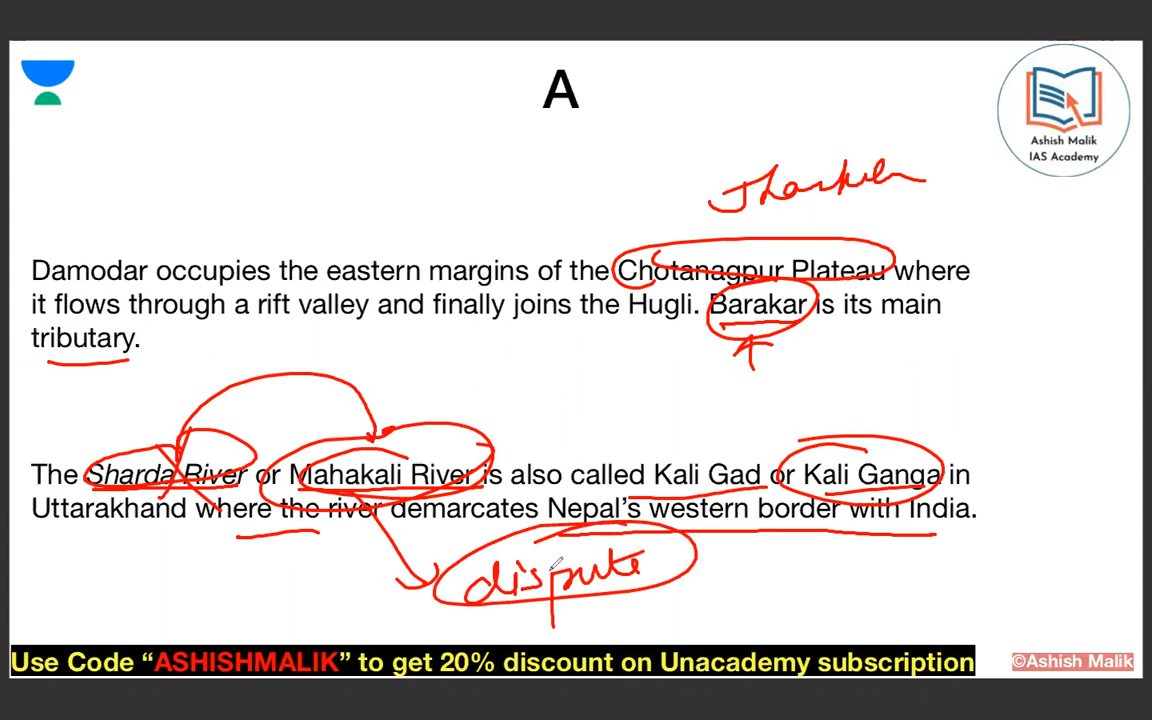 A
Ashish Malik
IAS Academy
Damodar occupies the eastern margins of the Chotanagpur Plateau where
it flows through a rift valley and finally joins the Hugli. Barakar is its main
tributary.
The Sharda River or Mahakali River is also called Kali Gad or Kali Ganga in
Uttarakhand where the river demarcates Nepal's western border with India.
dispute
Use Code “ASHISHMALIK” to get 20% discount on Unacademy subscription
©Ashish Malik